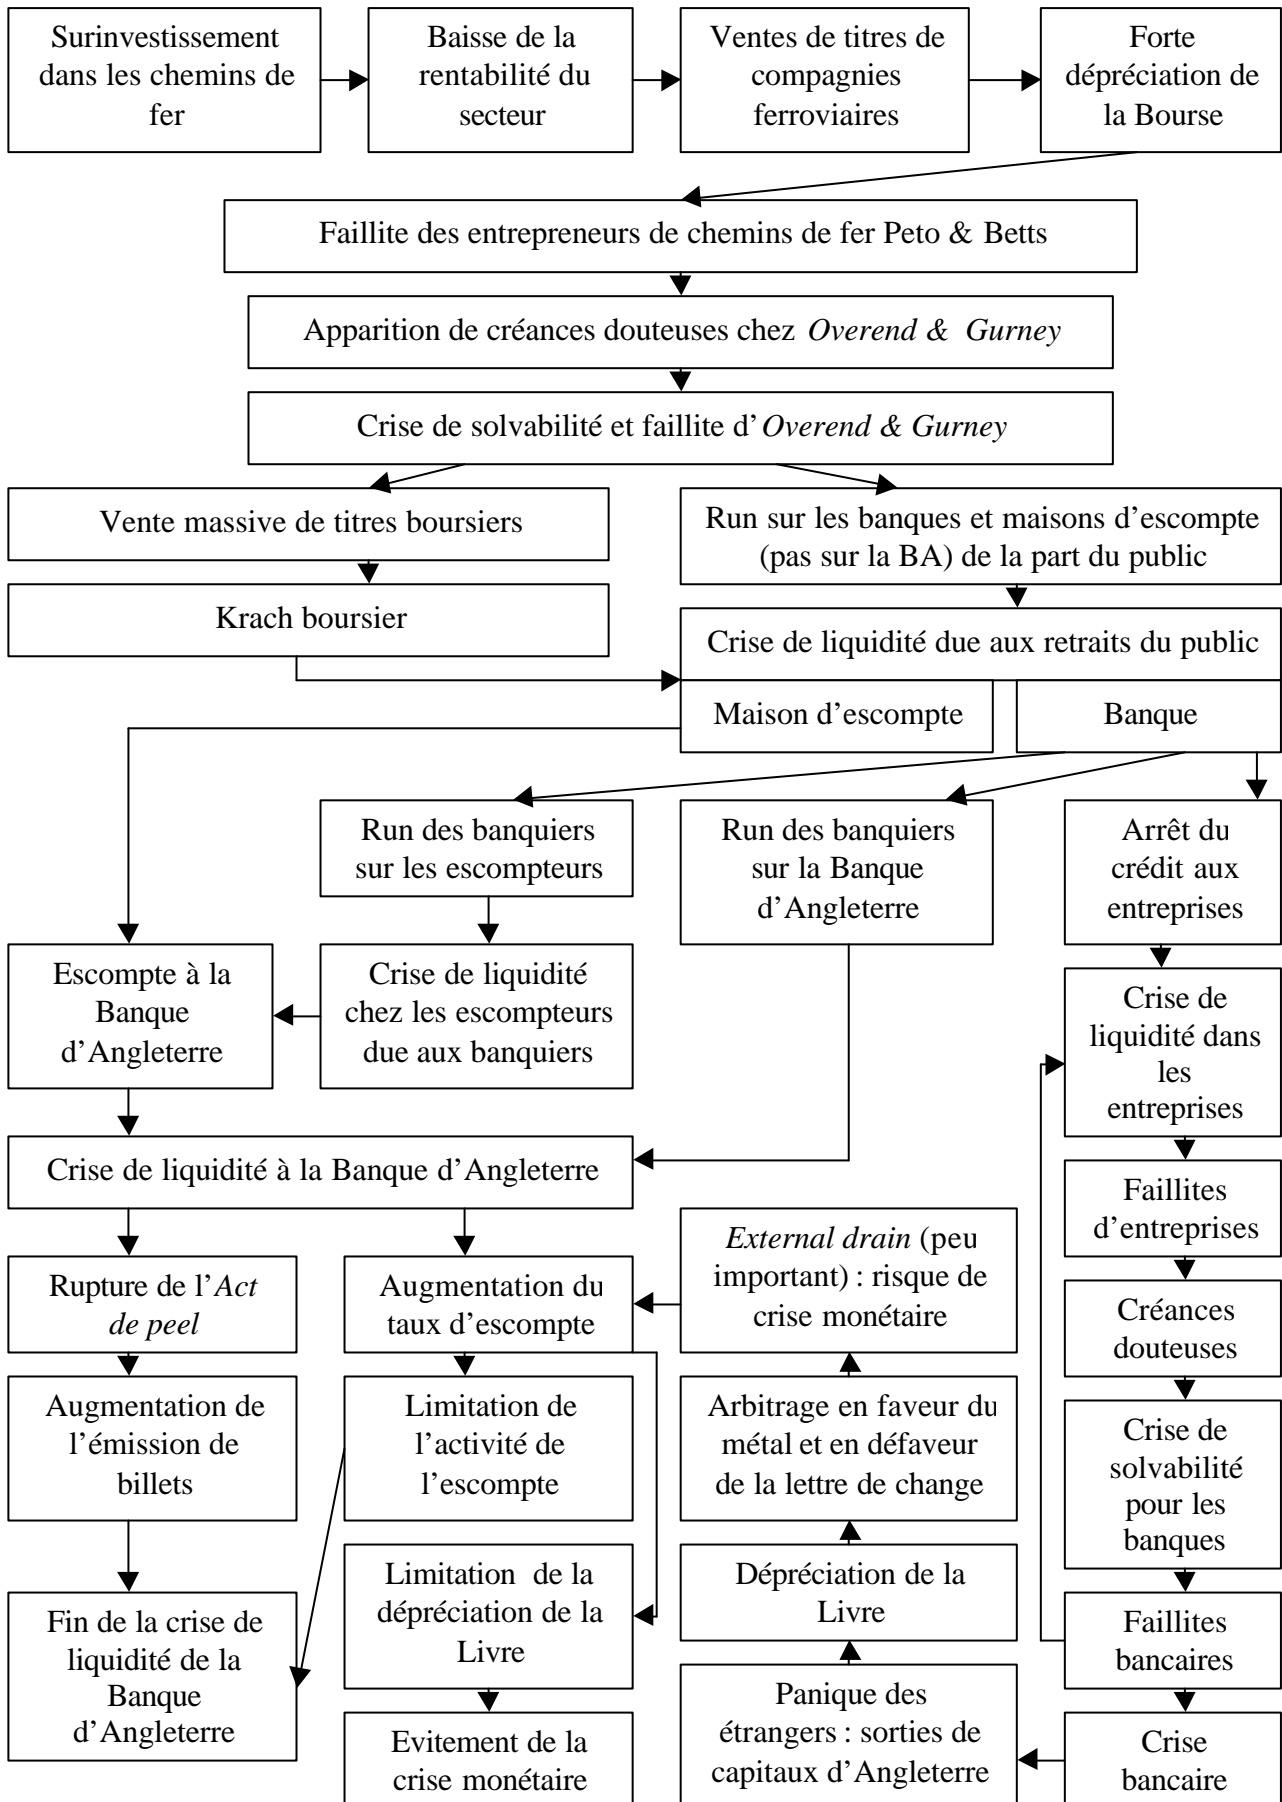 Surinvestissement
dans les chemins de
fer
Baisse de la
rentabilité du
secteur
Ventes de titres de
compagnies
ferroviaires
Forte
dépréciation de
la Bourse
Faillite des entrepreneurs de chemins de fer Peto & Betts
Apparition de créances douteuses chez Overend & Gurney
Crise de solvabilité et faillite d’Overend & Gurney
Vente massive de titres boursiers
Run sur les banques et maisons d’escompte
(pas sur la BA) de la part du public
Krach boursier
Crise de liquidité due aux retraits du public
Maison d’escompte
Banque
Run des banquiers
sur les escompteurs
Run des banquiers
sur la Banque
d’Angleterre
Arrêt du
crédit aux
entreprises
Escompte à la
Banque
d’Angleterre
Crise de liquidité
chez les escompteurs
due aux banquiers
Crise de
liquidité dans
les
entreprises
Crise de liquidité à la Banque d’Angleterre
Faillites
d’entreprises
Rupture de l’Act
de peel
Augmentation du
taux d’escompte
External drain (peu
important) : risque de
crise monétaire
Créances
douteuses
Augmentation de
l’émission de
billets
Limitation de
l’activité de
l’escompte
Arbitrage en faveur du
métal et en défaveur
de la lettre de change
Crise de
solvabilité
pour les
banques
Fin de la crise de
liquidité de la
Banque
d’Angleterre
Limitation de la
dépréciation de la
Livre
Dépréciation de la
Livre
Faillites
bancaires
Evitement de la
crise monétaire
Panique des
étrangers : sorties de
capitaux d’Angleterre
Crise
bancaire